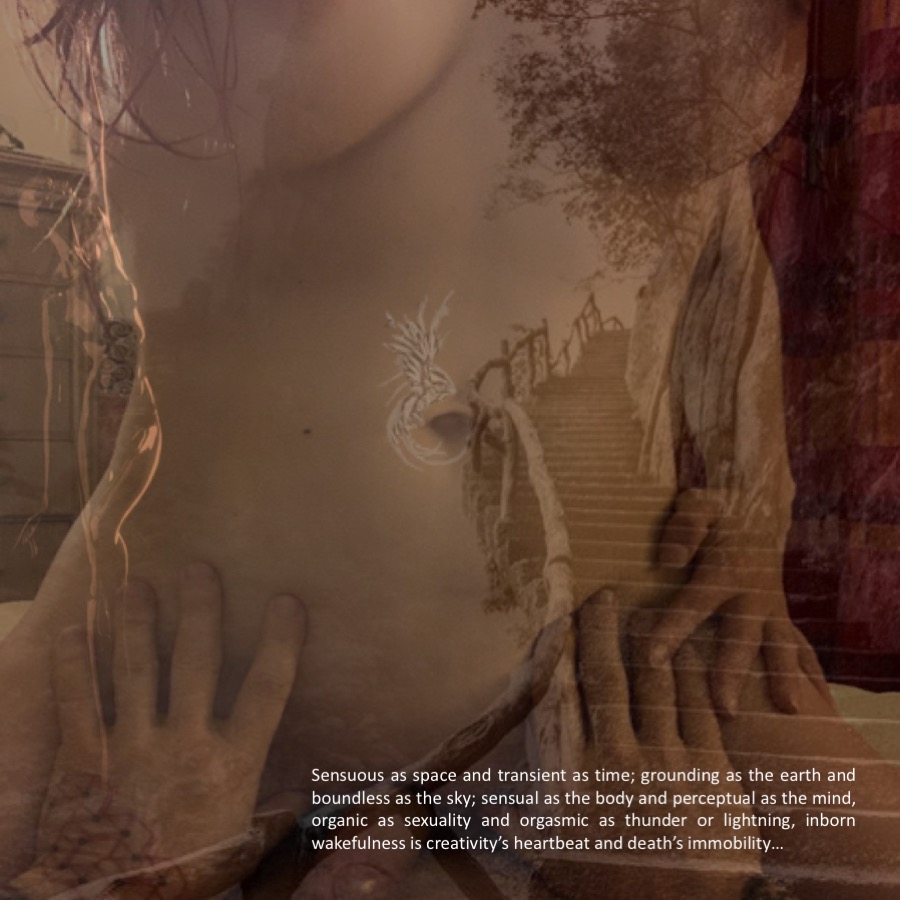 Sensuous as space and transient as time; grounding as the earth and
boundless as the sky; sensual as the body and perceptual as the mind,
organic as sexuality and orgasmic as thunder or lightning, inborn
wakefulness is creativity’s heartbeat and death’s immobility...